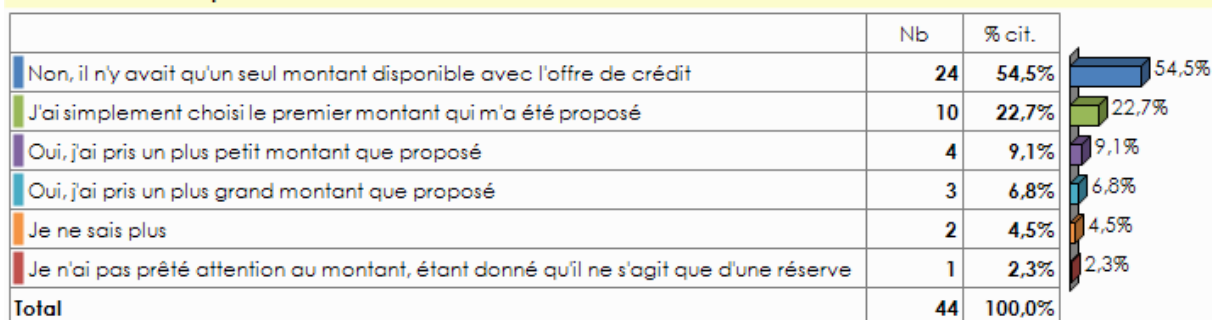 Nb % cit.
Non, il n'y avait qu'un seul montant disponible avec l'offre de crédit 24 54,5% 54,5%
J'ai simplement choisi le premier montant qui m'a été proposé 10 22,7% 22,7%
Oui, j'ai pris un plus petit montant que proposé 4 9,1% 9,1%
Oui, j'ai pris un plus grand montant que proposé 3 6,8% 6,8%
Je ne sais plus 2 4,5% 4,5%
Je n'ai pas prêté attention au montant, étant donné qu'il ne s'agit que d'une réserve 1 2,3% 2,3%
Total 44 100,0%